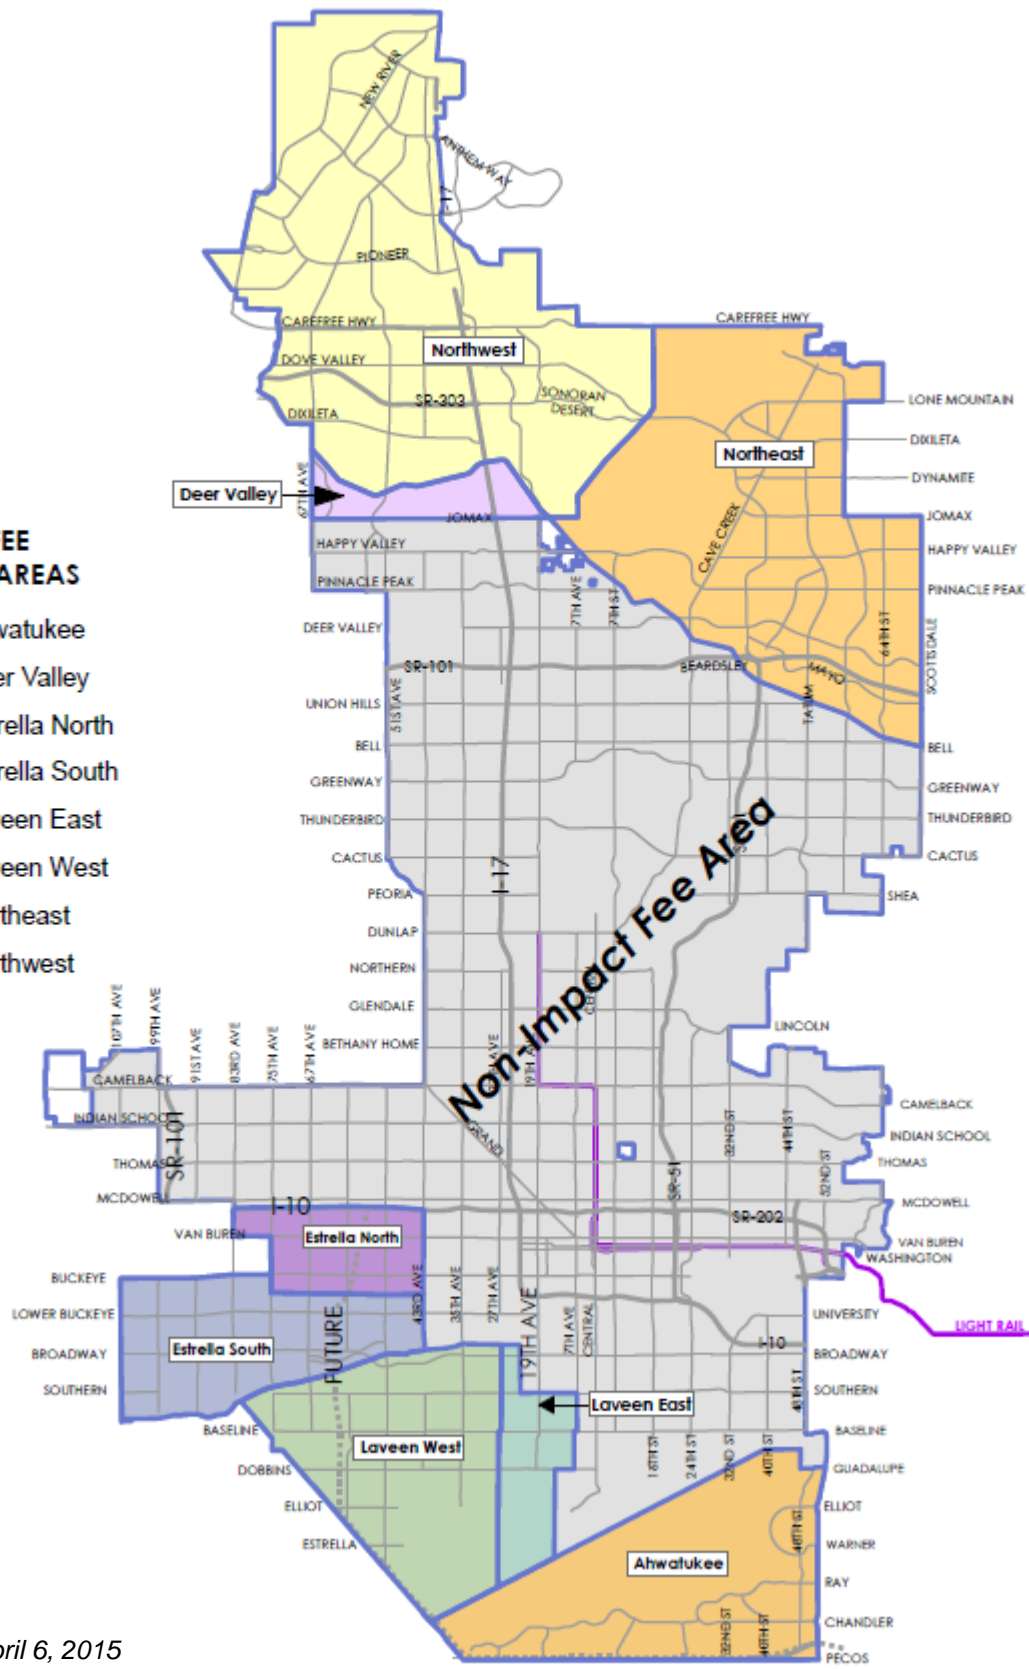 NEW RIVER
ANTHEM WAY
I-17
PIONEER
CAREFREE HWY
CAREFREE HWY
Northwest
DOVE VALLEY
SR-303
SONORAN
DESERT
LONE MOUNTAIN
DIXILETA
DIXILETA
Northeast
DYNAMITE
67TH AVE
Deer Valley
JOMAX
JOMAX
CAVE CREEK
HAPPY VALLEY
HAPPY VALLEY
FEE
AREAS
PINNACLE PEAK
7TH AVE
7TH ST
PINNACLE PEAK
watukee
DEER VALLEY
64TH ST
SCOTTSDALE
er Valley
SR-101
BEARDSLEY
MAYO
51ST AVE
UNION HILLS
TATUM
rella North
BELL
BELL
rella South
GREENWAY
GREENWAY
een East
THUNDERBIRD
THUNDERBIRD
een West
CACTUS
CACTUS
I-17
Non-Impact Fee Area
PEORIA
SHEA
theast
DUNLAP
thwest
NORTHERN
107TH AVE
99TH AVE
GLENDALE
91ST AVE
83RD AVE
75TH AVE
67TH AVE
BETHANY HOME
19TH AVE
LINCOLN
CAMELBACK
CAMELBACK
INDIAN SCHOOL
GRAND
32ND ST
44TH ST
INDIAN SCHOOL
SR-101
THOMAS
SR-51
52ND ST
THOMAS
MCDOWELL
MCDOWELL
I-10
SR-202
VAN BUREN
Estrella North
VAN BUREN
WASHINGTON
BUCKEYE
43RD AVE
35TH AVE
27TH AVE
19TH AVE
7TH AVE
CENTRAL
LOWER BUCKEYE
UNIVERSITY
LIGHT RAIL
FUTURE
Estrella South
I-10
BROADWAY
BROADWAY
SOUTHERN
48TH ST
SOUTHERN
Laveen East
BASELINE
BASELINE
Laveen West
16TH ST
24TH ST
32ND ST
40TH ST
DOBBINS
GUADALUPE
ELLIOT
ELLIOT
48TH ST
ESTRELLA
WARNER
Ahwatukee
RAY
32ND ST
40TH ST
CHANDLER
ril 6, 2015
PECOS